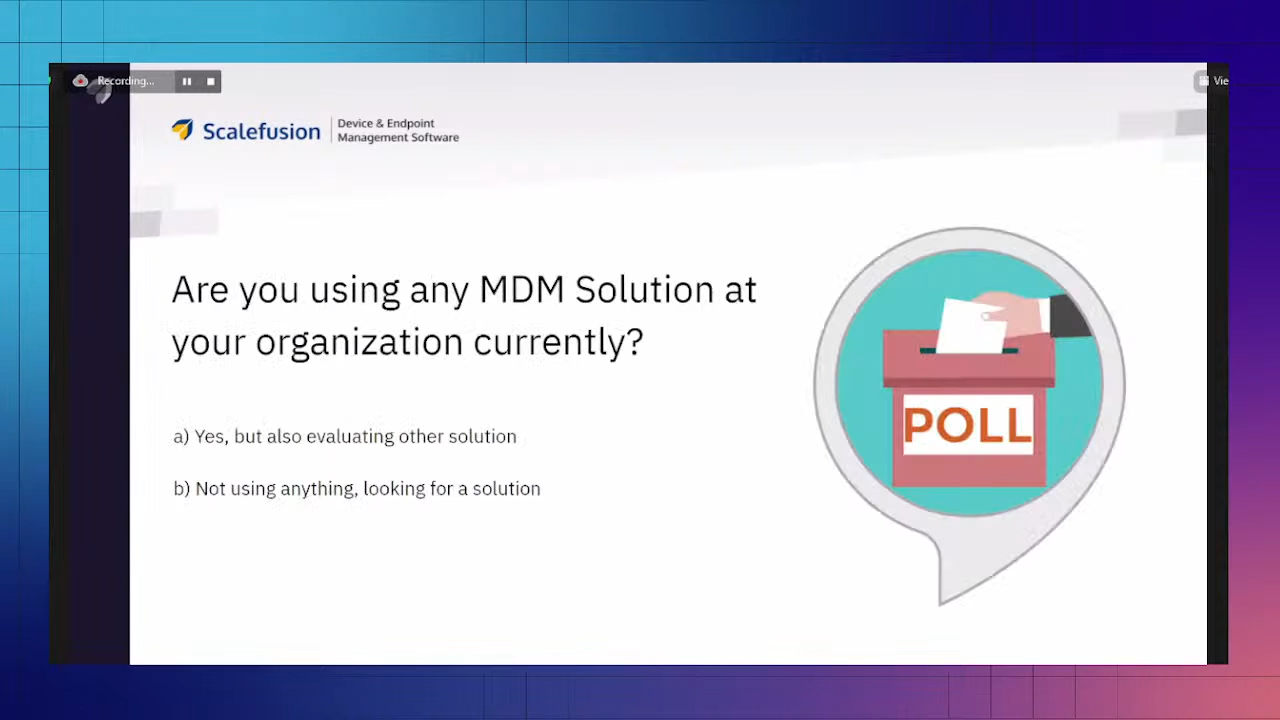 Recording...
Vie
Scalefusion
Device & Endpoint
Management Software
Are you using any MDM Solution at
your organization currently?
a) Yes, but also evaluating other solution
b) Not using anything, looking for a solution
POLL